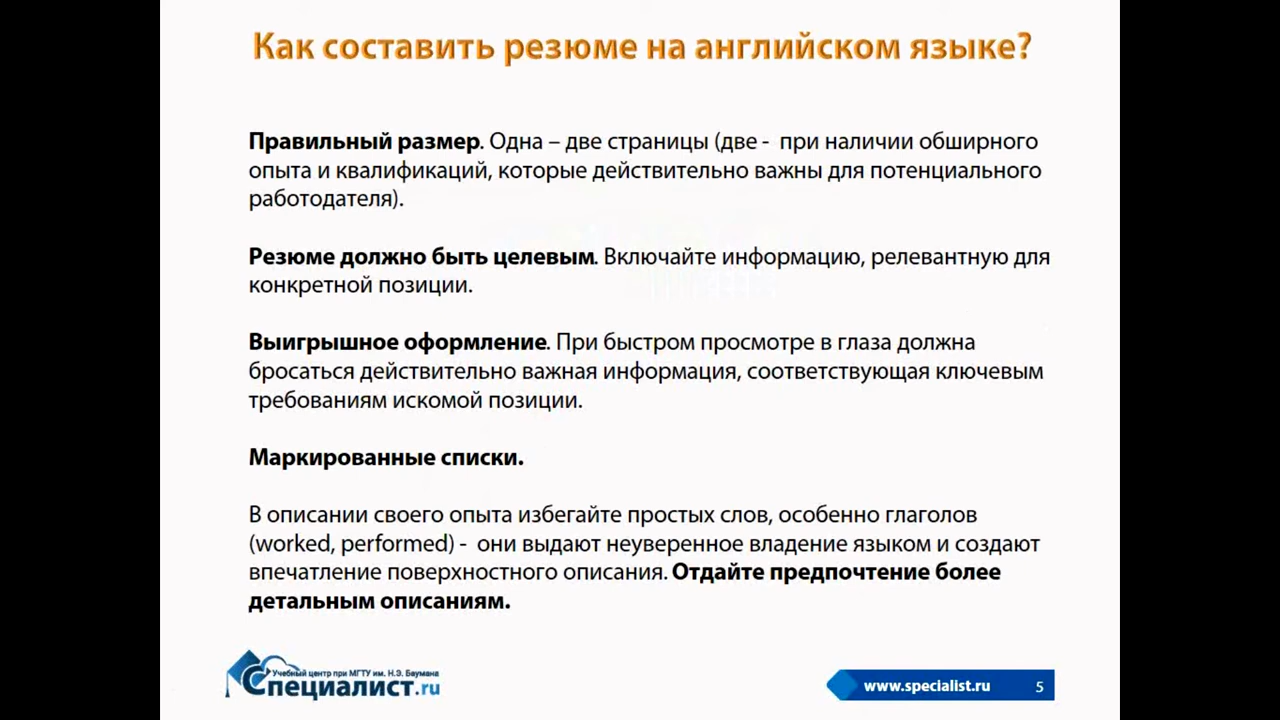 Как составить резюме на английском языке?
Правильный размер. Одна – две страницы (две -  при наличии обширного
опыта и квалификаций, которые действительно важны для потенциального
работодателя).
Резюме должно быть целевым. Включайте информацию, релевантную для
конкретной позиции.
Выигрышное оформление. При быстром просмотре в глаза должна
бросаться действительно важная информация, соответствующая ключевым
требованиям искомой позиции.
Маркированные списки.
В описании своего опыта избегайте простых слов, особенно глаголов
(worked, performed) -  они выдают неуверенное владение языком и создают
впечатление поверхностного описания. Отдайте предпочтение более
детальным описаниям.
Учебный центр при МГТУ им. Н.Э. Баумана
Специалист.ru
www.specialist.ru 5